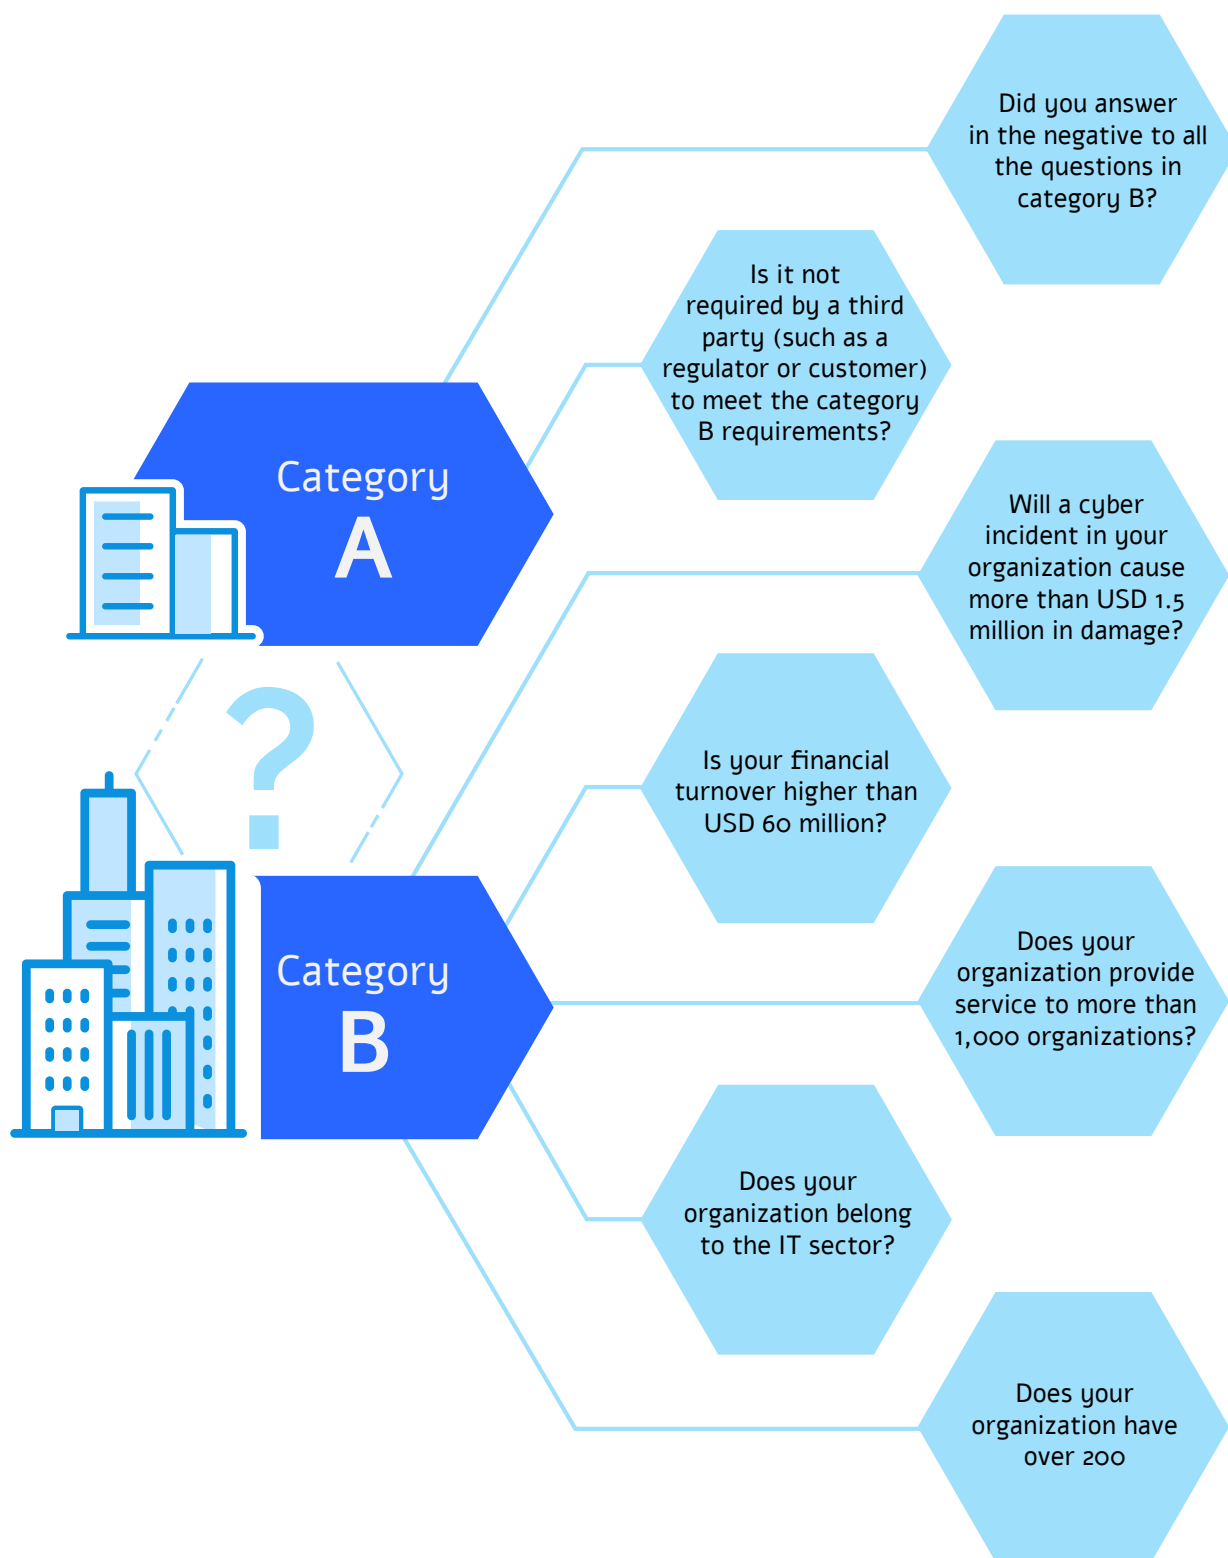 Did you answer
in the negative to all
the questions in
category B?
Is it not
required by a third
party (such as a
regulator or customer)
to meet the category
B requirements?
Category
A
Will a cyber
incident in your
organization cause
more than USD 1.5
million in damage?
?
Is your financial
turnover higher than
USD 60 million?
Category
B
Does your
organization provide
service to more than
1,000 organizations?
Does your
organization belong
to the IT sector?
Does your
organization have
over 200